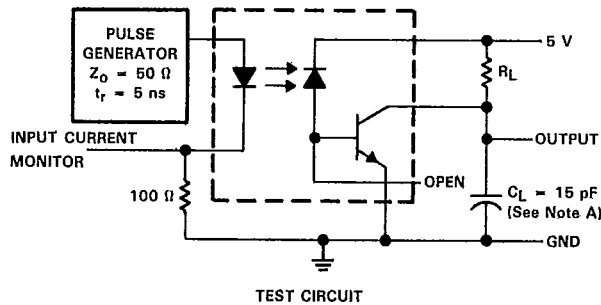 PULSE
GENERATOR
Zo = 50 Ω
tr = 5 ns
INPUT CURRENT
MONITOR
100 Ω
5 V
RL
OUTPUT
OPEN
CL = 15 pF
(See Note A)
GND
TEST CIRCUIT